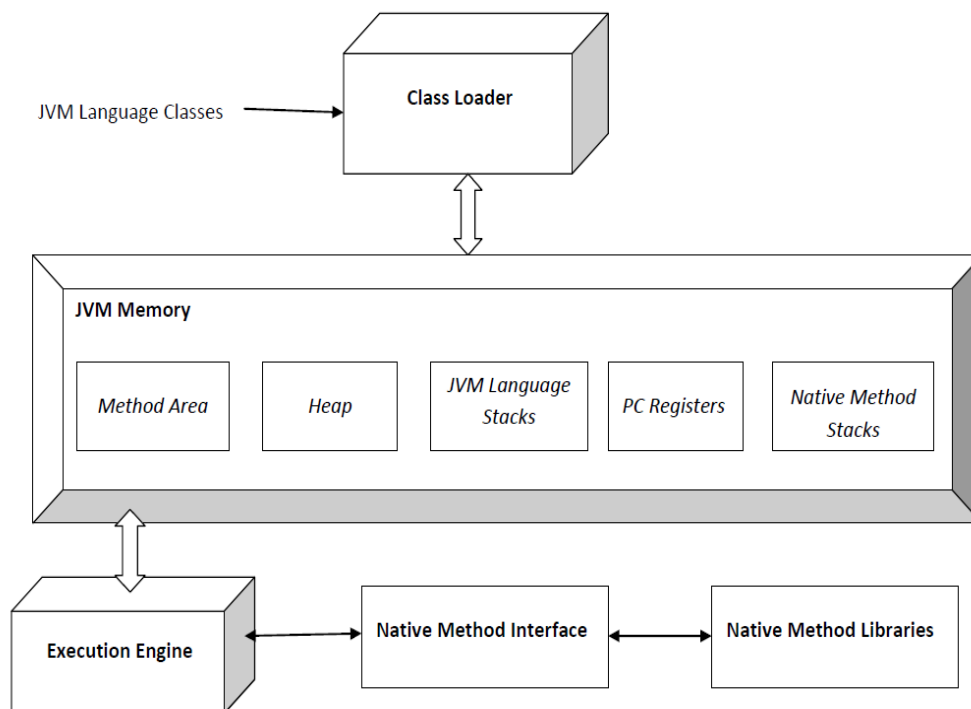 Class Loader
JVM Language Classes
JVM Memory
Method Area
Heap
JVM Language
Stacks
PC Registers
Native Method
Stacks
Execution Engine
Native Method Interface
Native Method Libraries